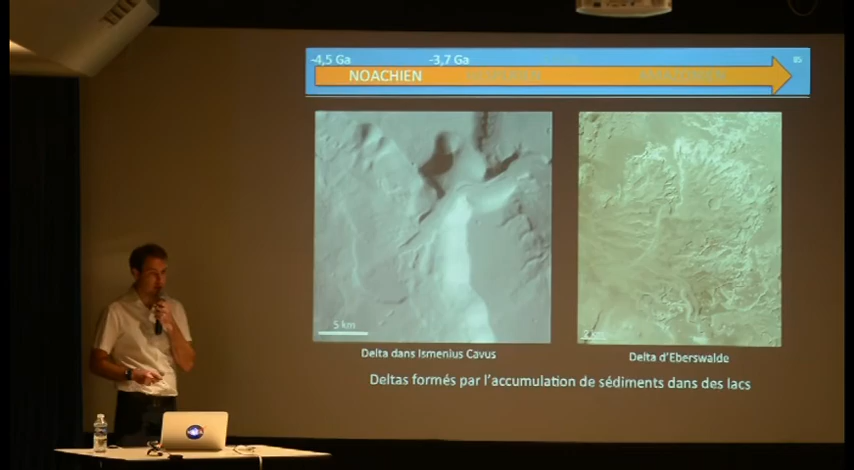 -4,5 Ga
-3,7 Ga
NOACHIEN
5 km
Delta dans Ismenius Cavus
Delta d'Eberswalde
Deltas formés par l'accumulation de sédiments dans des lacs